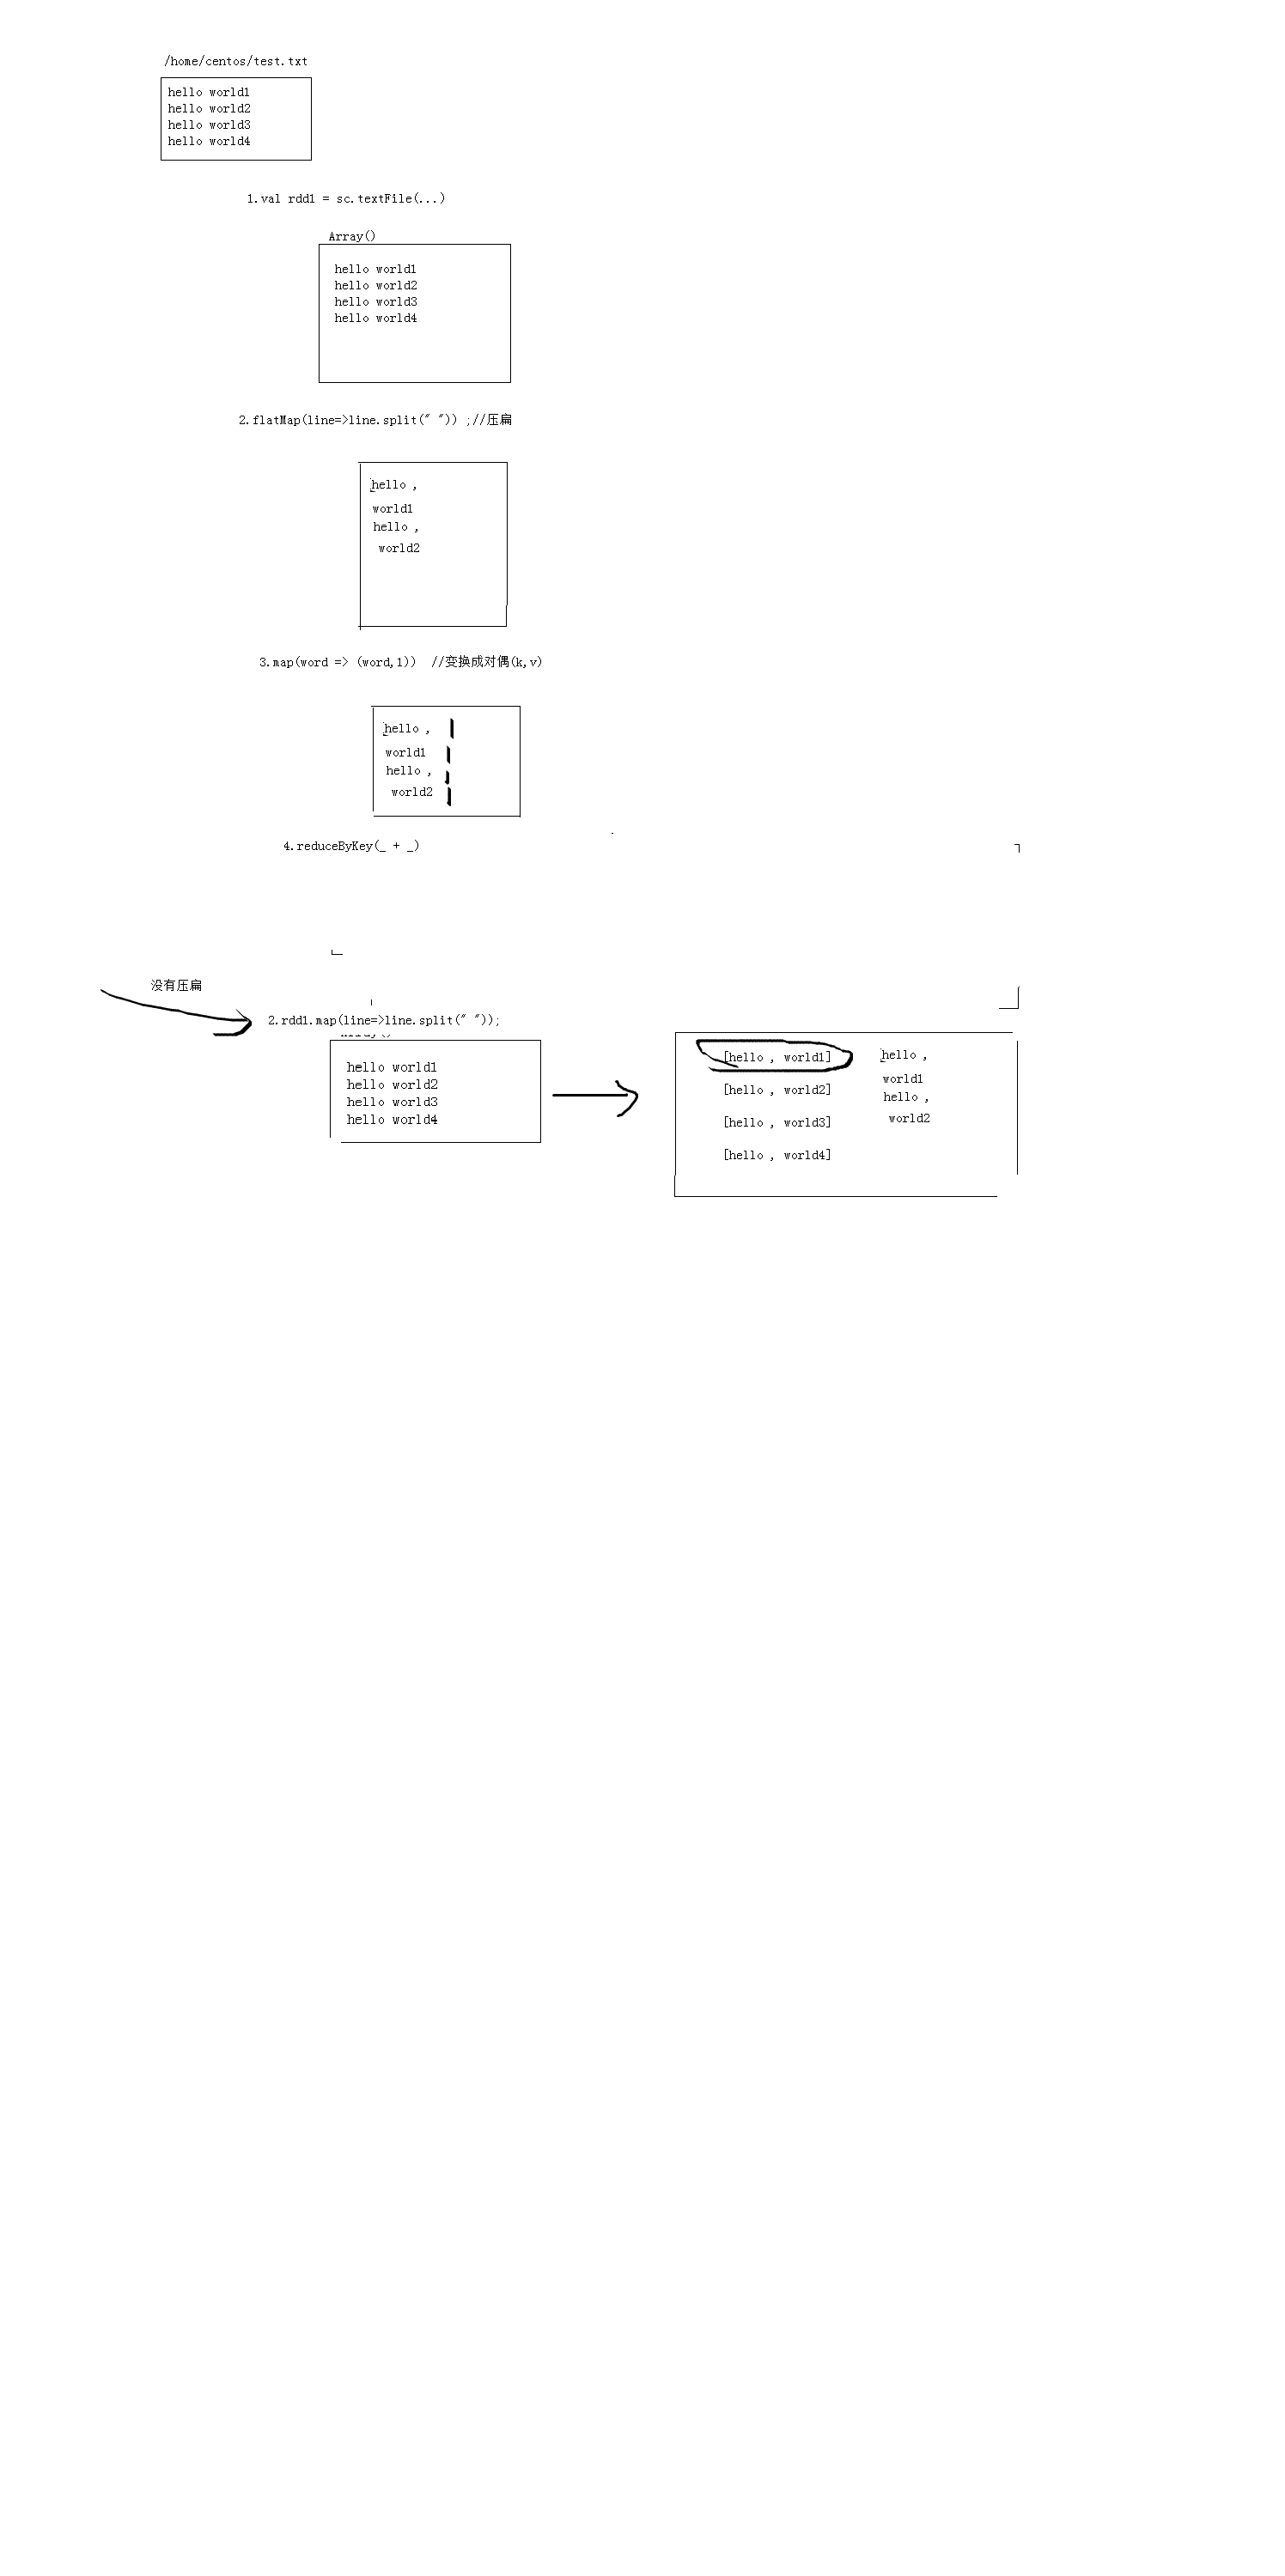 /home/centos/test.txt
hello world1
hello world2
hello world3
hello world4
1.val rdd1 = sc.textFile(...)
Array()
hello world1
hello world2
hello world3
hello world4
2.flatMap(line=>line.split(" ")) ;//压扁
hello ,
world1
hello ,
world2
3.map(word => (word,1)) //变换成对偶(k,v)
hello , 1
world1 1
hello , 1
world2 1
4.reduceByKey(_ + _)
没有压扁
2.rdd1.map(line=>line.split(" "));
hello world1
hello world2
hello world3
hello world4
[hello , world1]
[hello , world2]
[hello , world3]
[hello , world4]
hello ,
world1
hello ,
world2